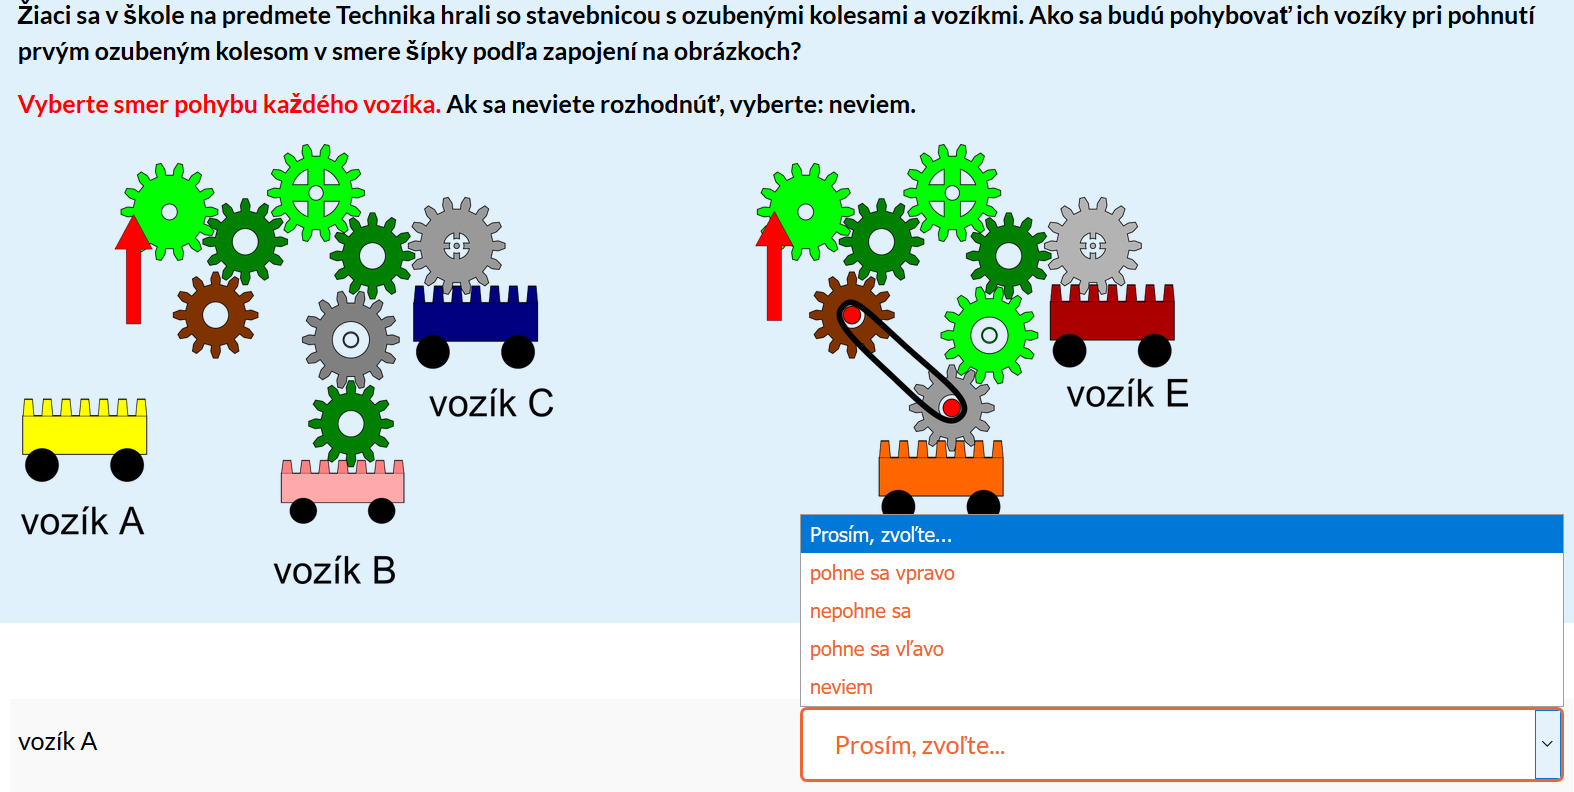 Žiaci sa v škole na predmete Technika hrali so stavebnicou s ozubenými kolesami a vozíkmi. Ako sa budú pohybovať ich vozíky pri pohnutí
prvým ozubeným kolesom v smere šípky podľa zapojení na obrázkoch?
Vyberte smer pohybu každého vozíka. Ak sa neviete rozhodnúť, vyberte: neviem.
vozík C
vozík E
vozík A
vozík B
Prosím, zvoľte...
pohne sa vpravo
nepohne sa
pohne sa vľavo
neviem
vozík A
Prosím, zvoľte...